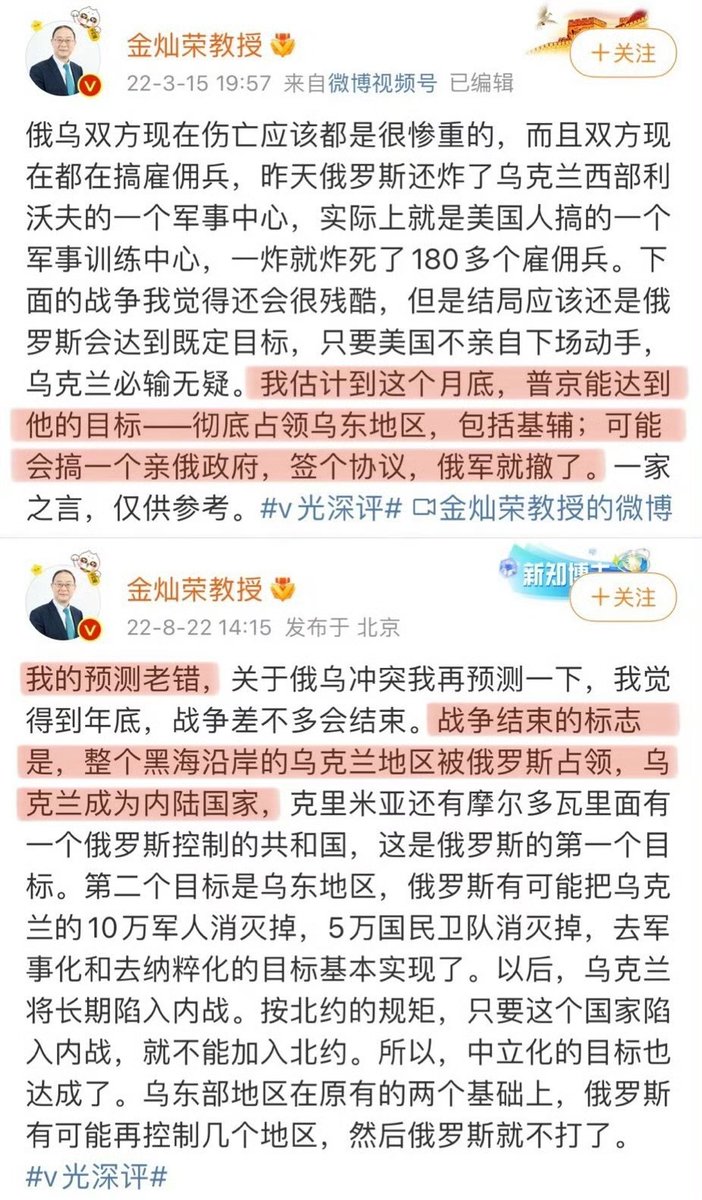 金灿荣教授
22-3-15 19:57 来自微博视频号 已编辑
+关注
俄乌双方现在伤亡应该都是很惨重的，而且双方现
在都在搞雇佣兵，昨天俄罗斯还炸了乌克兰西部利
沃夫的一个军事中心，实际上就是美国人搞的一个
军事训练中心，一炸就炸死了180多个雇佣兵。下
面的战争我觉得还会很残酷，但是结局应该还是俄
罗斯会达到既定目标，只要美国不亲自下场动手，
乌克兰必输无疑。我估计到这个月底，普京能达到
他的目标——彻底占领乌东地区，包括基辅；可能
会搞一个亲俄政府，签个协议，俄军就撤了。一家
之言，仅供参考。#v光深评# 金灿荣教授的微博
金灿荣教授
22-8-22 14:15 发布于 北京
新知博主
+关注
我的预测老错，关于俄乌冲突我再预测一下，我觉
得到年底，战争差不多会结束。战争结束的标志
是，整个黑海沿岸的乌克兰地区被俄罗斯占领，乌
克兰成为内陆国家，克里米亚还有摩尔多瓦里面有
一个俄罗斯控制的共和国，这是俄罗斯的第一个目
标。第二个目标是乌东地区，俄罗斯有可能把乌克
兰的10万军人消灭掉，5万国民卫队消灭掉，去军
事化和去纳粹化的目标基本实现了。以后，乌克兰
将长期陷入内战。按北约的规矩，只要这个国家陷
入内战，就不能加入北约。所以，中立化的目标也
达成了。乌东部地区在原有的两个基础上，俄罗斯
有可能再控制几个地区，然后俄罗斯就不打了。
#v光深评#